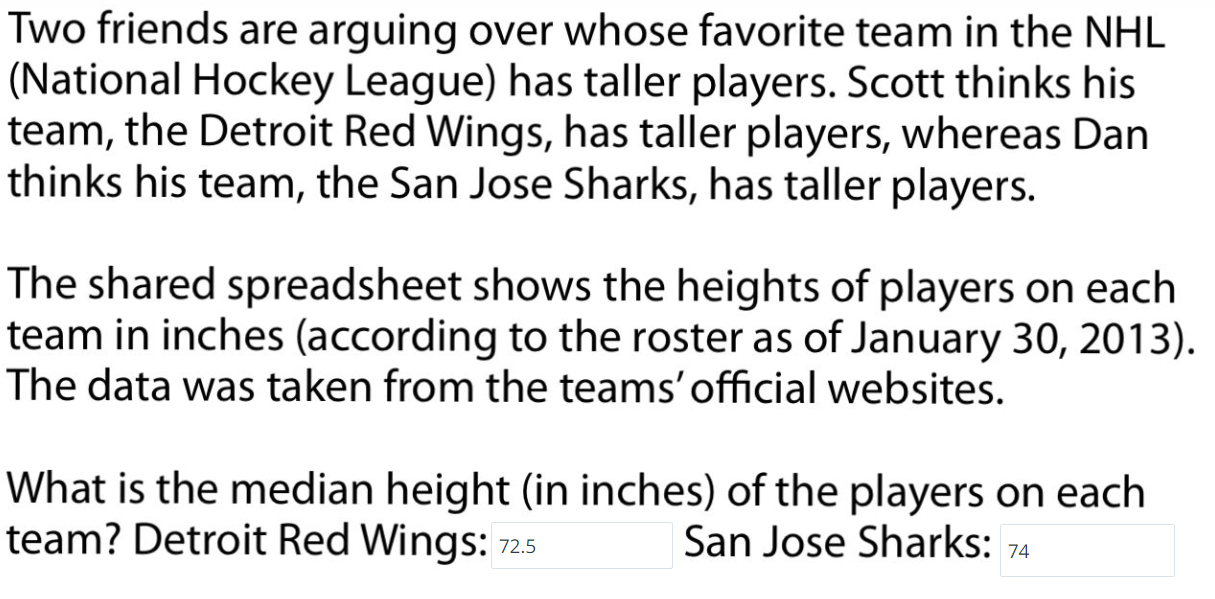 Two friends are arguing over whose favorite team in the NHL
(National Hockey League) has taller players. Scott thinks his
team, the Detroit Red Wings, has taller players, whereas Dan
thinks his team, the San Jose Sharks, has taller players.
The shared spreadsheet shows the heights of players on each
team in inches (according to the roster as of January 30, 2013).
The data was taken from the teams’ official websites.
What is the median height (in inches) of the players on each
team? Detroit Red Wings: 72.5 San Jose Sharks: 74